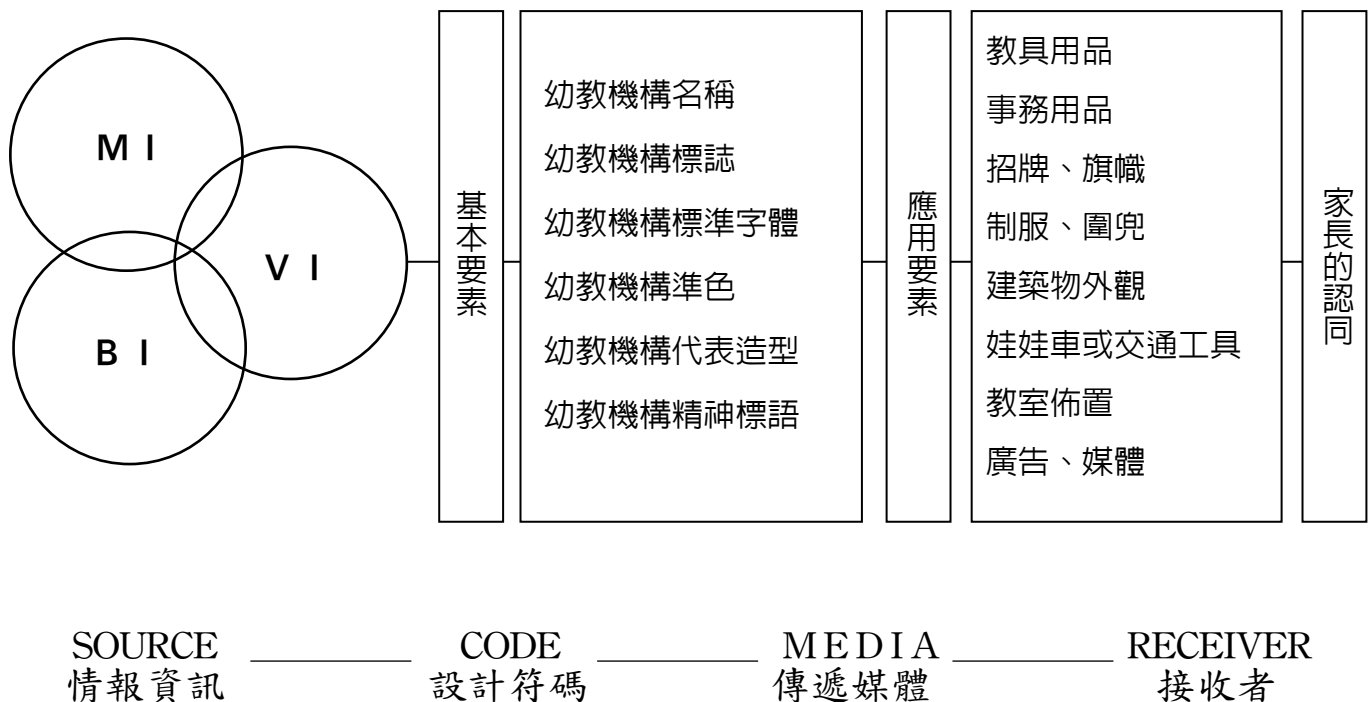 M I
B I
V I
基本要素
幼教機構名稱
幼教機構標誌
幼教機構標準字體
幼教機構準色
幼教機構代表造型
幼教機構精神標語
應用要素
教具用品
事務用品
招牌、旗幟
制服、圍兜
建築物外觀
娃娃車或交通工具
教室佈置
廣告、媒體
家長的認同
SOURCE
情報資訊
CODE
設計符碼
MEDIA
傳遞媒體
RECEIVER
接收者